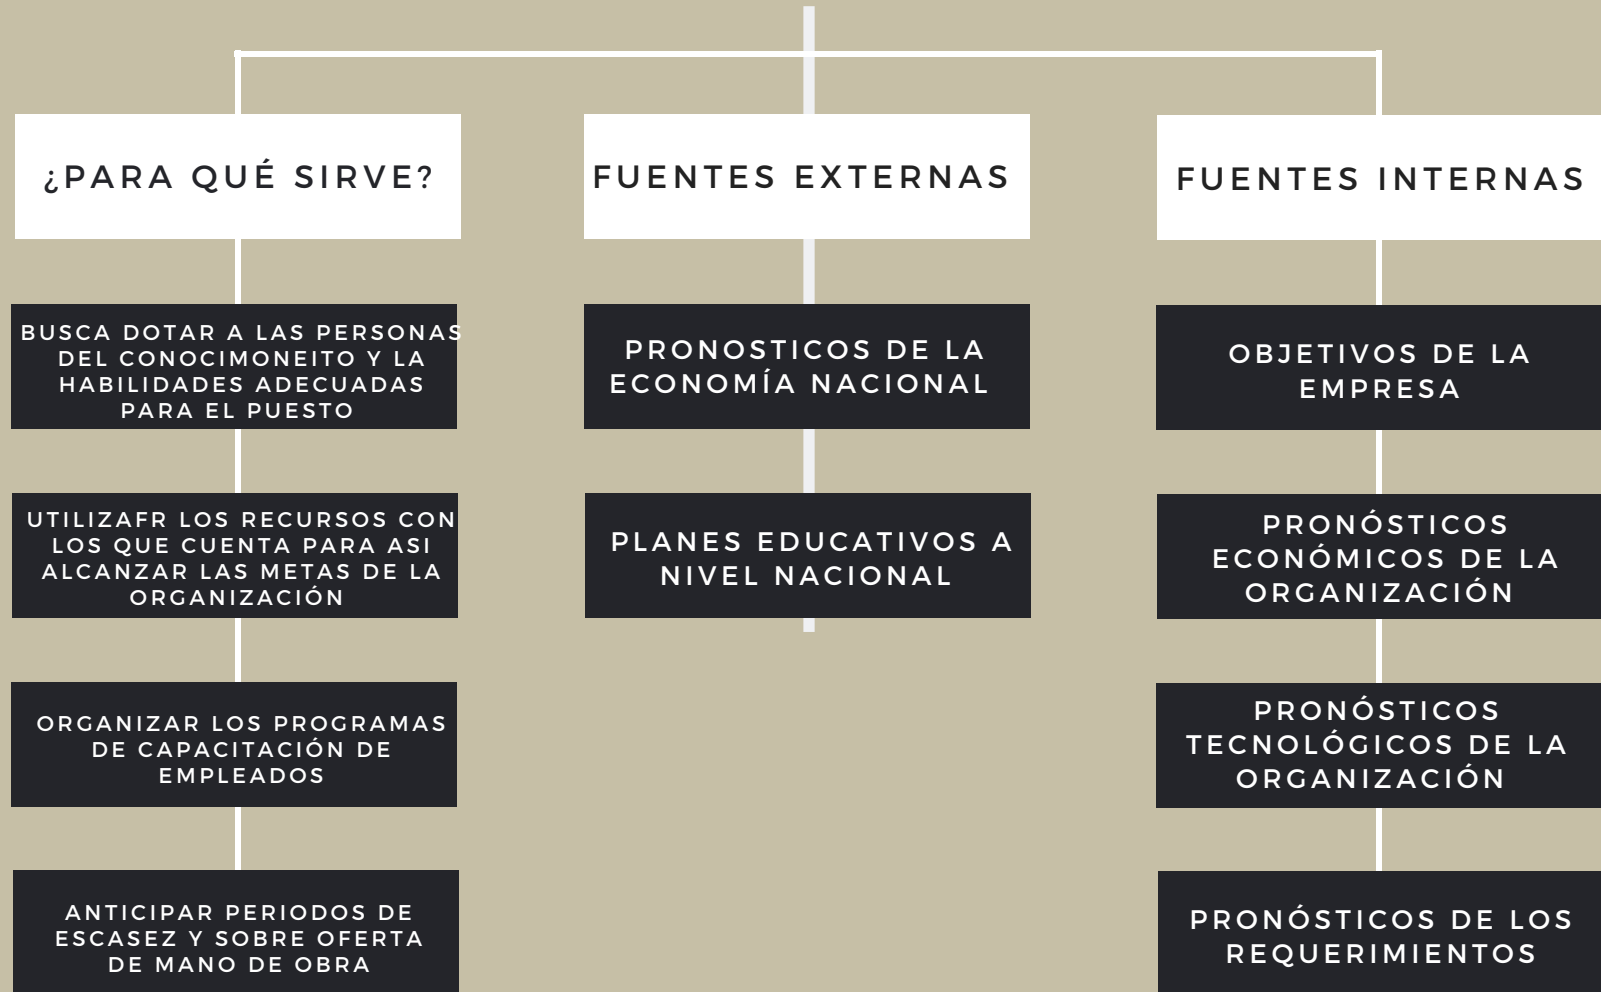 ¿PARA QUÉ SIRVE?
BUSCA DOTAR A LAS PERSONAS
DEL CONOCIMONEITO Y LA
HABILIDADES ADECUADAS
PARA EL PUESTO
UTILIZAFR LOS RECURSOS CON
LOS QUE CUENTA PARA ASI
ALCANZAR LAS METAS DE LA
ORGANIZACIÓN
ORGANIZAR LOS PROGRAMAS
DE CAPACITACIÓN DE
EMPLEADOS
ANTICIPAR PERIODOS DE
ESCASEZ Y SOBRE OFERTA
DE MANO DE OBRA
FUENTES EXTERNAS
PRONOSTICOS DE LA
ECONOMÍA NACIONAL
PLANES EDUCATIVOS A
NIVEL NACIONAL
FUENTES INTERNAS
OBJETIVOS DE LA
EMPRESA
PRONÓSTICOS
ECONÓMICOS DE LA
ORGANIZACIÓN
PRONÓSTICOS
TECNOLÓGICOS DE LA
ORGANIZACIÓN
PRONÓSTICOS DE LOS
REQUERIMIENTOS